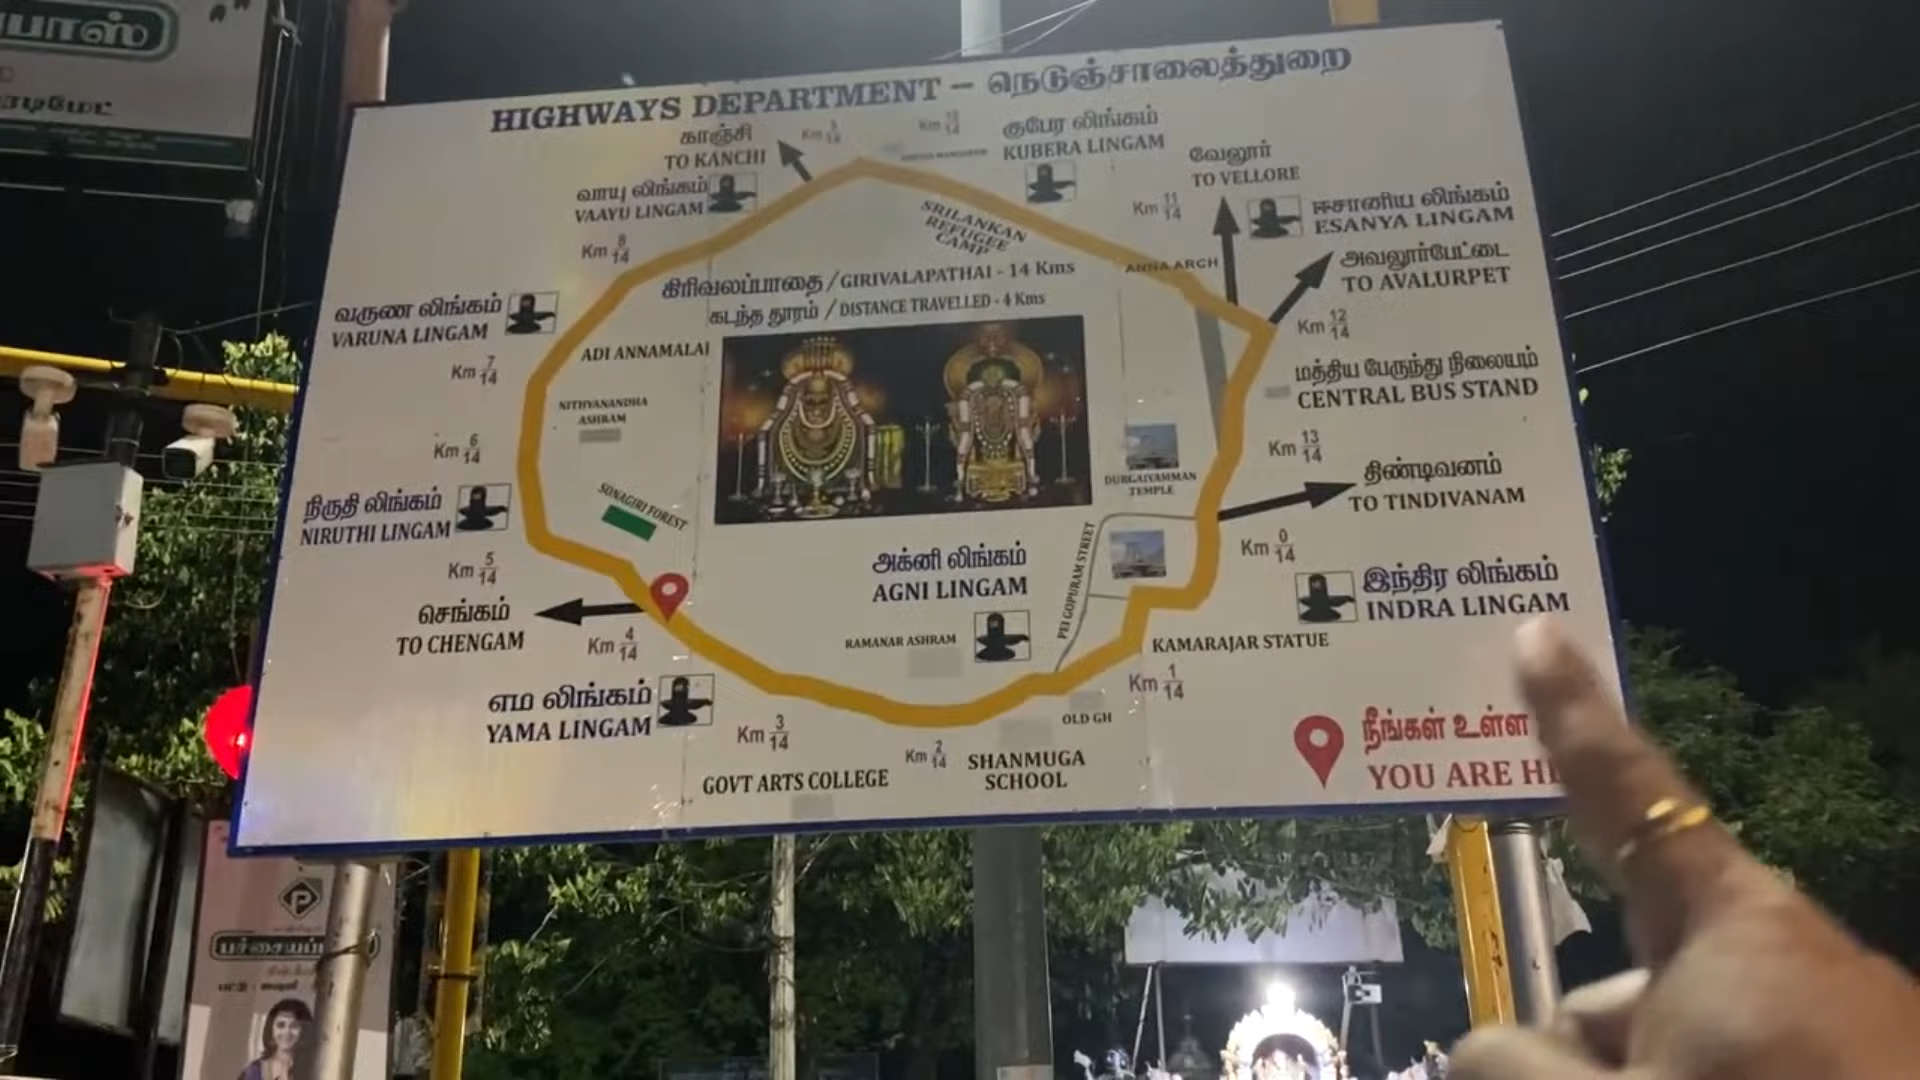 HIGHWAYS DEPARTMENT – நெடுஞ்சாலைத்துறை
காஞ்சி
TO KANCHI
குபேர லிங்கம்
KUBERA LINGAM
வேலூர்
TO VELLORE
வாயு லிங்கம்
VAAYU LINGAM
Km 8/14
SRILANKAN
REFUGEE
CAMP
Km 11/14
ஈசானிய லிங்கம்
ESANYA LINGAM
ANNA ARCH
அவலூர்பேட்டை
TO AVALURPET
கிரிவலப்பாதை / GIRIVALAPATHAI - 14 Kms
கடந்த தூரம் / DISTANCE TRAVELLED - 4 Kms
வருண லிங்கம்
VARUNA LINGAM
Km 12/14
ADI ANNAMALAI
Km 7/14
மத்திய பேருந்து நிலையம்
CENTRAL BUS STAND
NITHYANANDHA
ASHRAM
Km 6/14
Km 13/14
DURGAIYAMMAN
TEMPLE
திண்டிவனம்
TO TINDIVANAM
நிருதி லிங்கம்
NIRUTHI LINGAM
SONAGIRI FOREST
Km 5/14
அக்னி லிங்கம்
AGNI LINGAM
PEI GOPURAM STREET
Km 0/14
இந்திர லிங்கம்
INDRA LINGAM
செங்கம்
TO CHENGAM
Km 4/14
RAMANAR ASHRAM
KAMARAJAR STATUE
Km 1/14
எம லிங்கம்
YAMA LINGAM
Km 3/14
OLD GH
Km 2/14
SHANMUGA
SCHOOL
GOVT ARTS COLLEGE
நீங்கள் உள்ள
YOU ARE
P